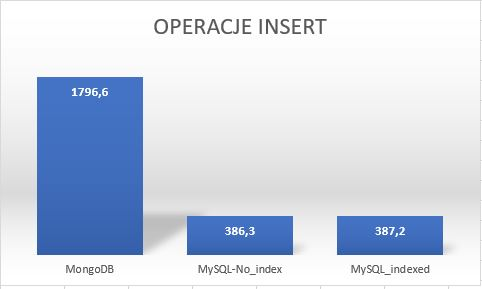 OPERACJE INSERT
1796,6
386,3
387,2
MongoDB
MySQL-No_index
MySQL_indexed